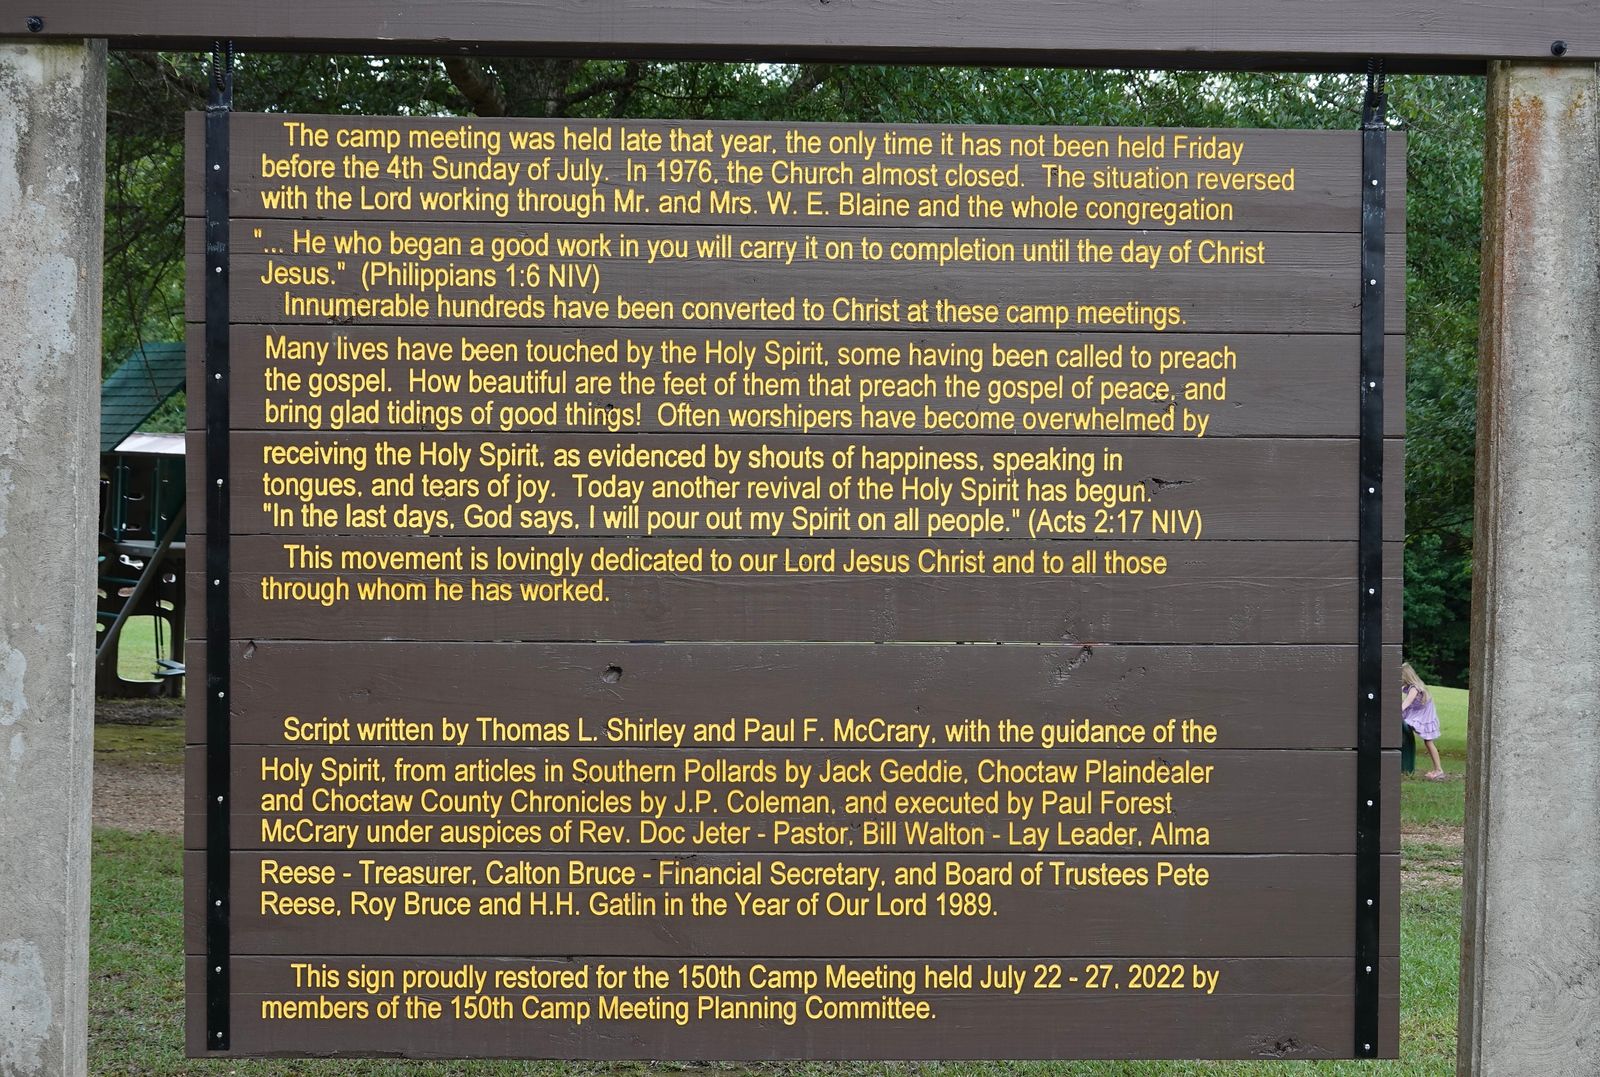 The camp meeting was held late that year, the only time it has not been held Friday
before the 4th Sunday of July. In 1976, the Church almost closed. The situation reversed
with the Lord working through Mr. and Mrs. W. E. Blaine and the whole congregation
"... He who began a good work in you will carry it on to completion until the day of Christ
Jesus." (Philippians 1:6 NIV)
Innumerable hundreds have been converted to Christ at these camp meetings.
Many lives have been touched by the Holy Spirit, some having been called to preach
the gospel. How beautiful are the feet of them that preach the gospel of peace, and
bring glad tidings of good things! Often worshipers have become overwhelmed by
receiving the Holy Spirit, as evidenced by shouts of happiness, speaking in
tongues, and tears of joy. Today another revival of the Holy Spirit has begun.
"In the last days, God says, I will pour out my Spirit on all people." (Acts 2:17 NIV)
This movement is lovingly dedicated to our Lord Jesus Christ and to all those
through whom he has worked.
Script written by Thomas L. Shirley and Paul F. McCrary, with the guidance of the
Holy Spirit, from articles in Southern Pollards by Jack Geddie, Choctaw Plaindealer
and Choctaw County Chronicles by J.P. Coleman, and executed by Paul Forest
McCrary under auspices of Rev. Doc Jeter - Pastor, Bill Walton - Lay Leader, Alma
Reese - Treasurer, Calton Bruce - Financial Secretary, and Board of Trustees Pete
Reese, Roy Bruce and H.H. Gatlin in the Year of Our Lord 1989.
This sign proudly restored for the 150th Camp Meeting held July 22 - 27, 2022 by
members of the 150th Camp Meeting Planning Committee.